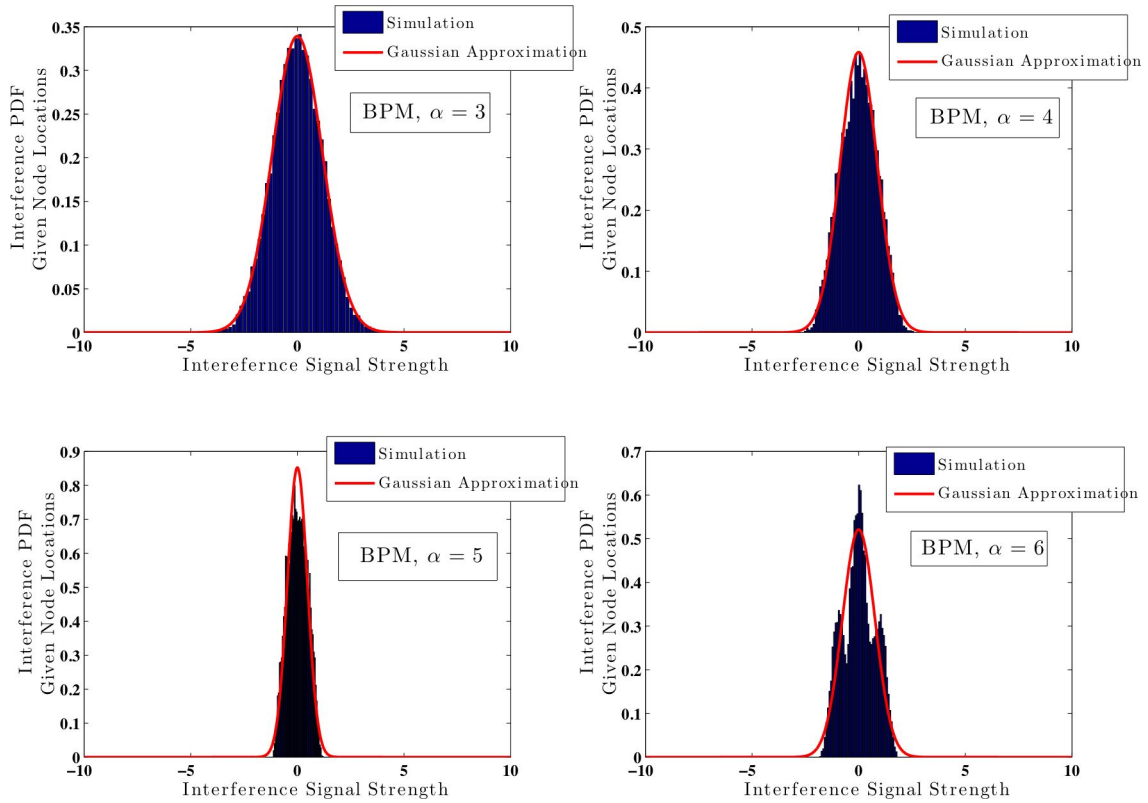 0.35
0.3
0.25
0.2
0.15
0.1
0.05
0
Interference PDF
Given Node Locations
−10
−5
0
5
10
Interefernce Signal Strength
Simulation
Gaussian Approximation
BPM, α = 3
0.5
0.4
0.3
0.2
0.1
0
Interference PDF
Given Node Locations
−10
−5
0
5
10
Interference Signal Strength
Simulation
Gaussian Approximation
BPM, α = 4
0.9
0.8
0.7
0.6
0.5
0.4
0.3
0.2
0.1
0
Interference PDF
Given Node Locations
−10
−5
0
5
10
Interference Signal Strength
Simulation
Gaussian Approximation
BPM, α = 5
0.7
0.6
0.5
0.4
0.3
0.2
0.1
0
Interference PDF
Given Node Locations
−10
−5
0
5
10
Interference Signal Strength
Simulation
Gaussian Approximation
BPM, α = 6